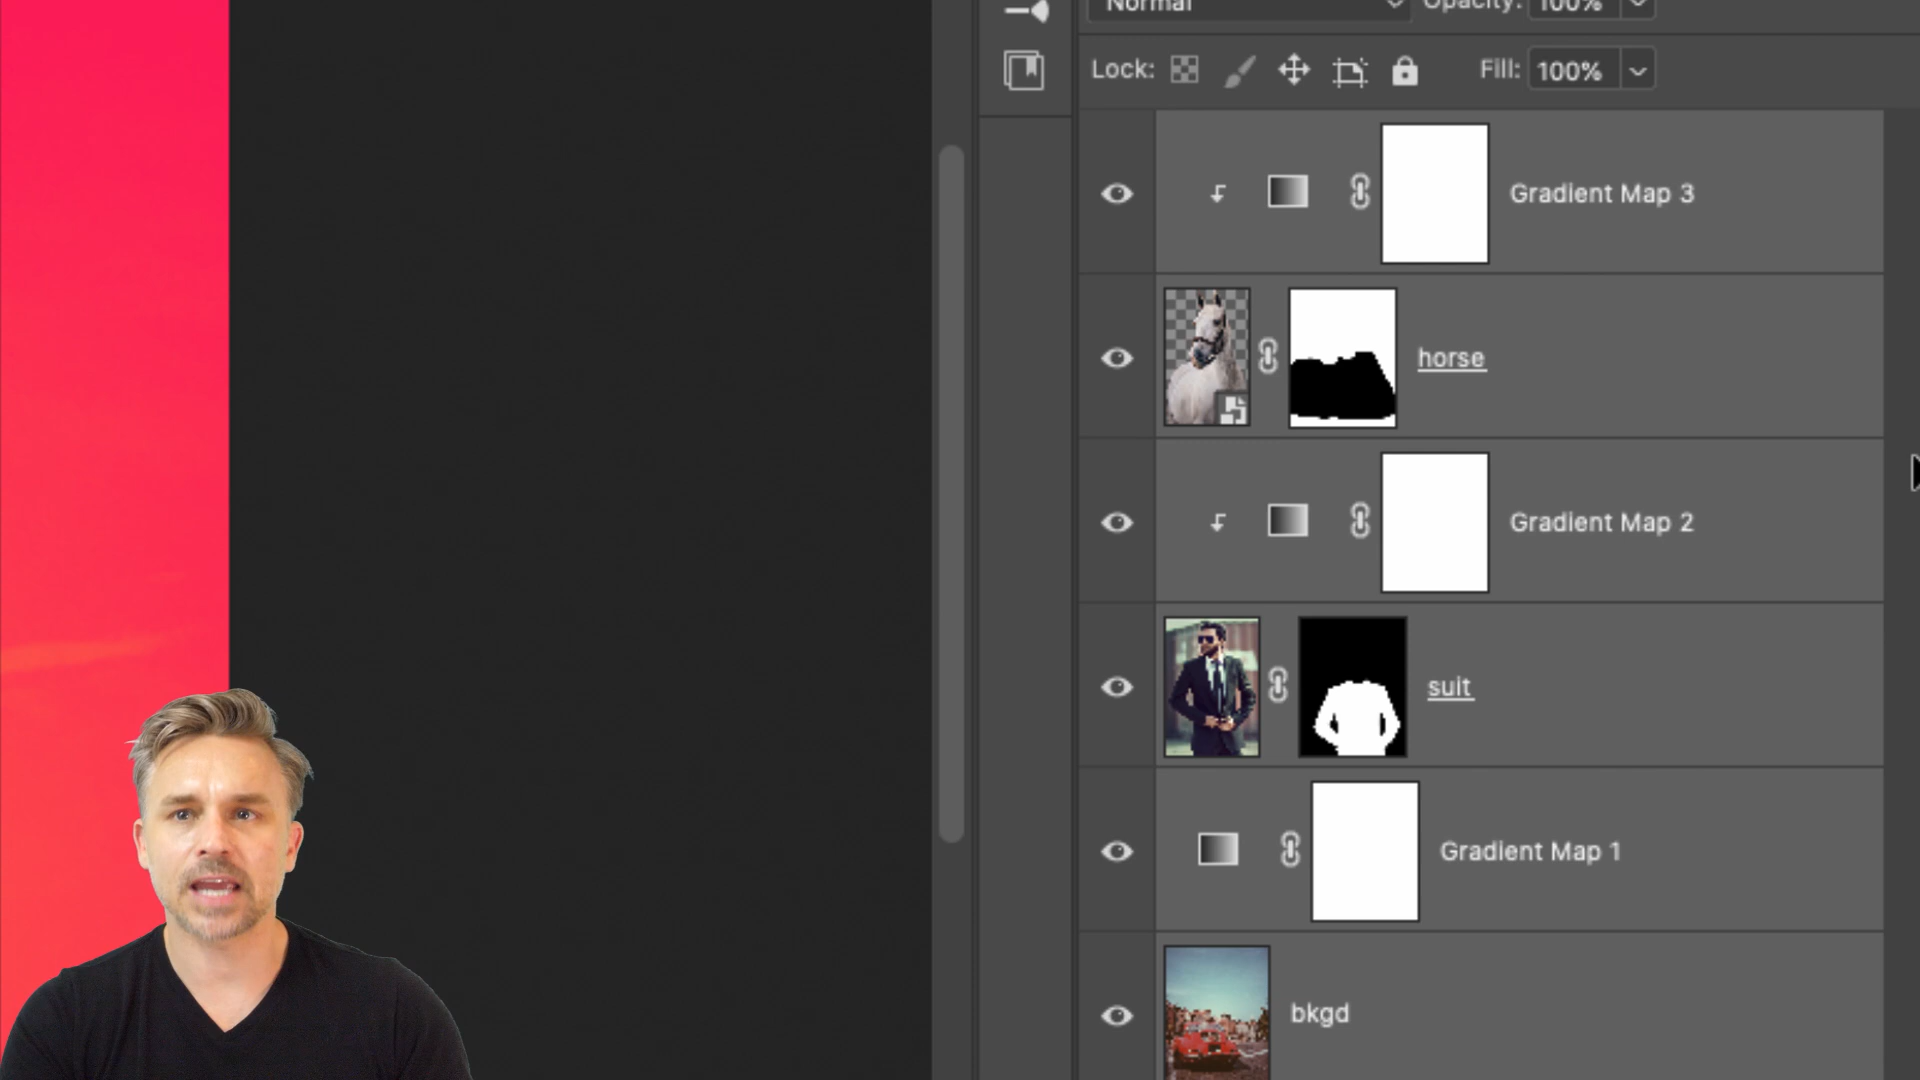 Normal Opacity: 100%
Lock: Fill: 100%
Gradient Map 3
horse
Gradient Map 2
suit
Gradient Map 1
bkgd